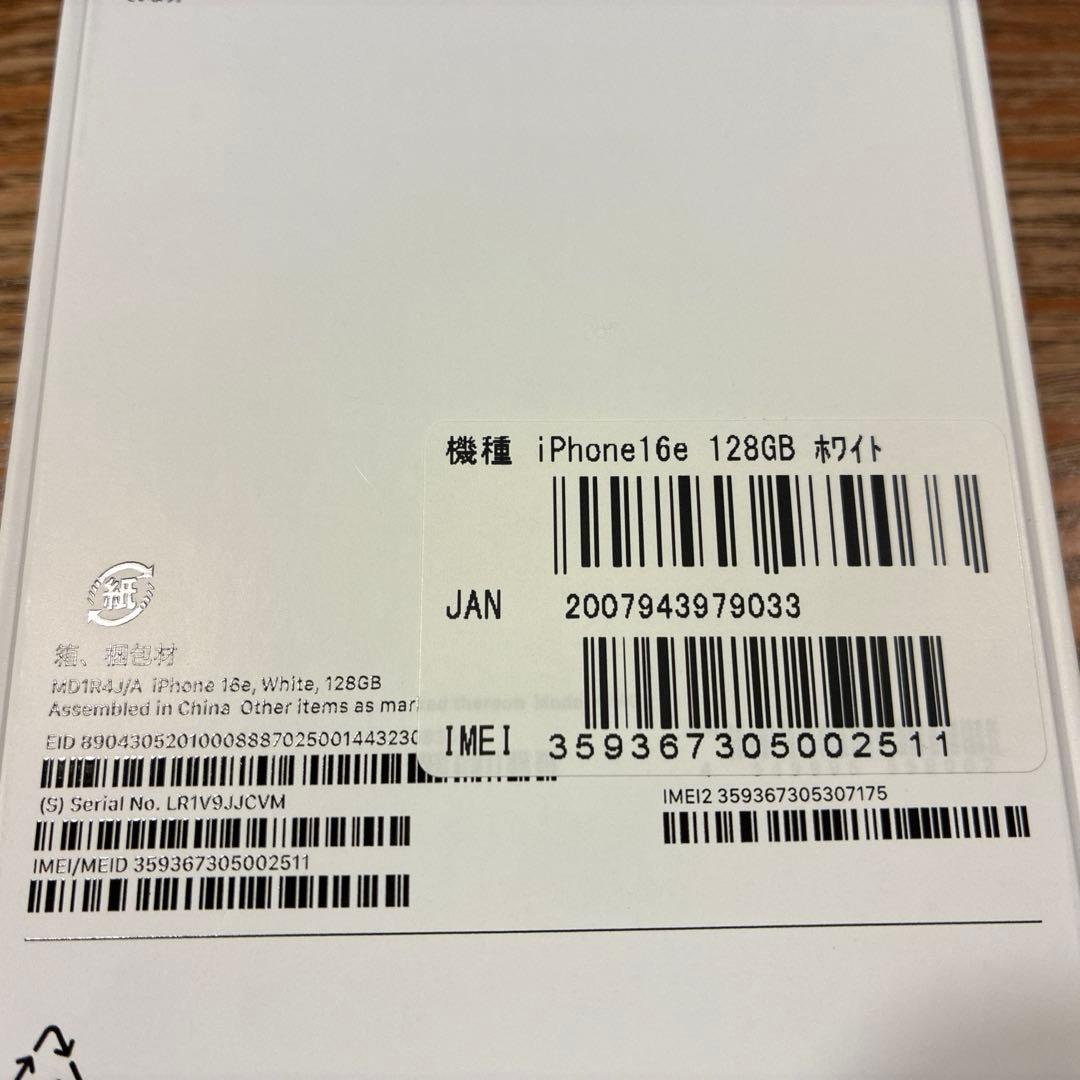 機種 iPhone16e 128GB ﾎﾜｲﾄ
JAN 2007943979033
IMEI 359367305002511
紙
箱、梱包材
MD1R4J/A iPhone 16e, White, 128GB
Assembled in China Other items as marked thereon
EID 890430520100088870250014432308
(S) Serial No. LR1V9JJCVM
IMEI2 359367305307175
IMEI/MEID 359367305002511